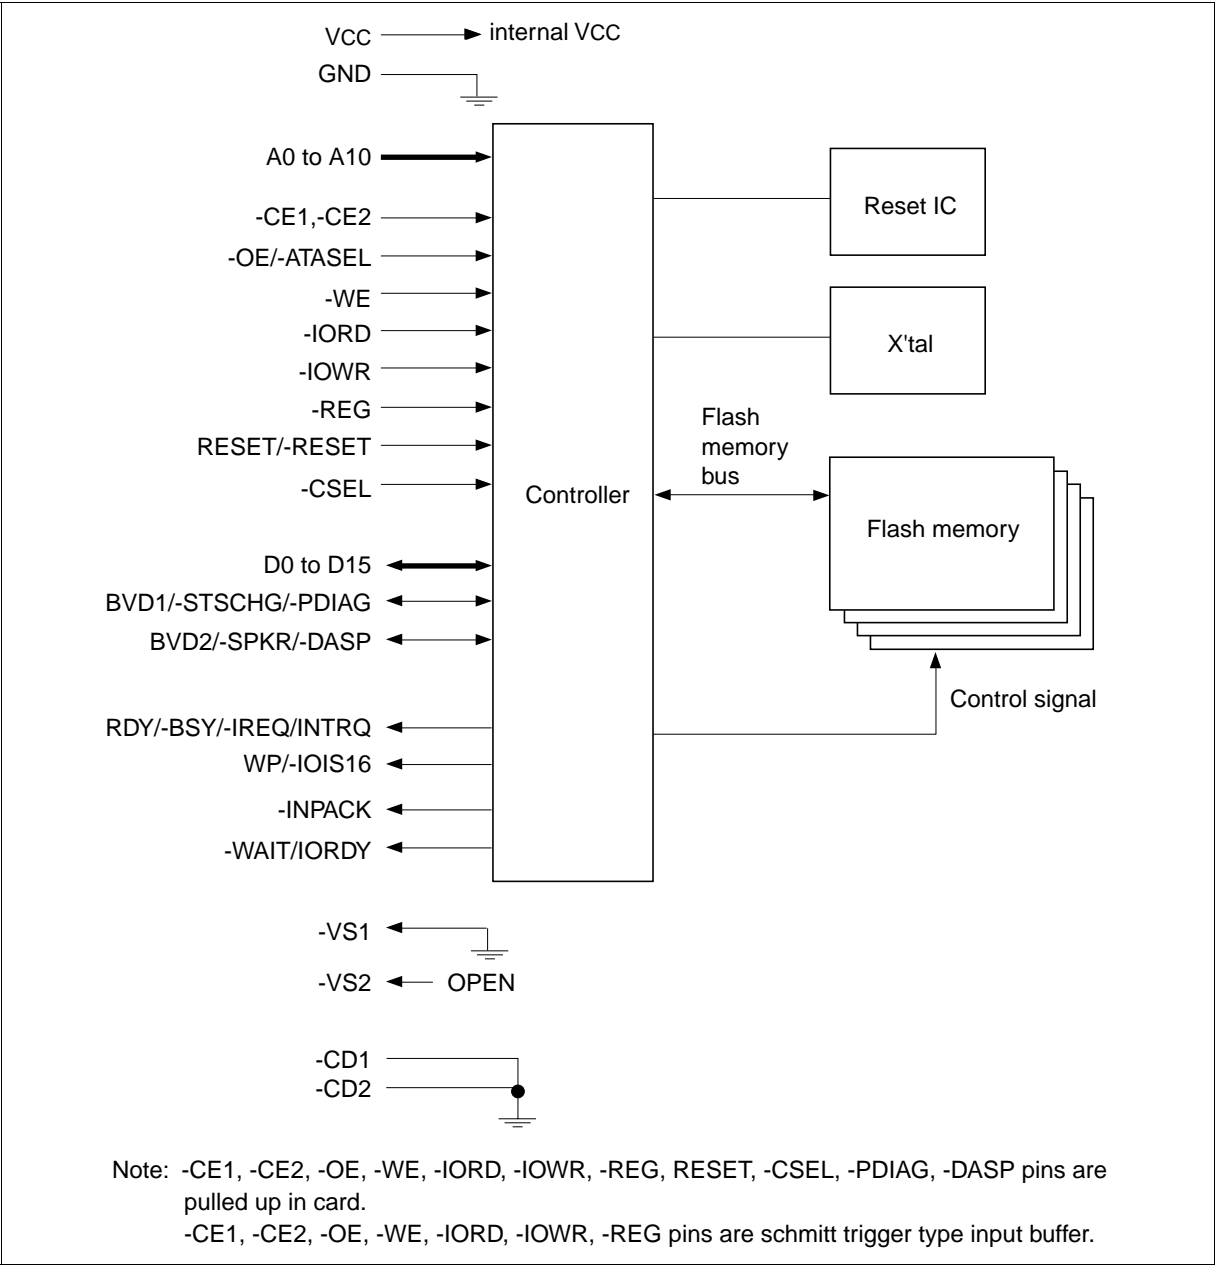 VCC
internal VCC
GND
A0 to A10
-CE1,-CE2
-OE/-ATASEL
-WE
-IORD
-IOWR
-REG
RESET/-RESET
-CSEL
D0 to D15
BVD1/-STSCHG/-PDIAG
BVD2/-SPKR/-DASP
RDY/-BSY/-IREQ/INTRQ
WP/-IOIS16
-INPACK
-WAIT/IORDY
Controller
Reset IC
X'tal
Flash
memory
bus
Flash memory
Control signal
-VS1
-VS2
OPEN
-CD1
-CD2
Note: -CE1, -CE2, -OE, -WE, -IORD, -IOWR, -REG, RESET, -CSEL, -PDIAG, -DASP pins are
pulled up in card.
-CE1, -CE2, -OE, -WE, -IORD, -IOWR, -REG pins are schmitt trigger type input buffer.